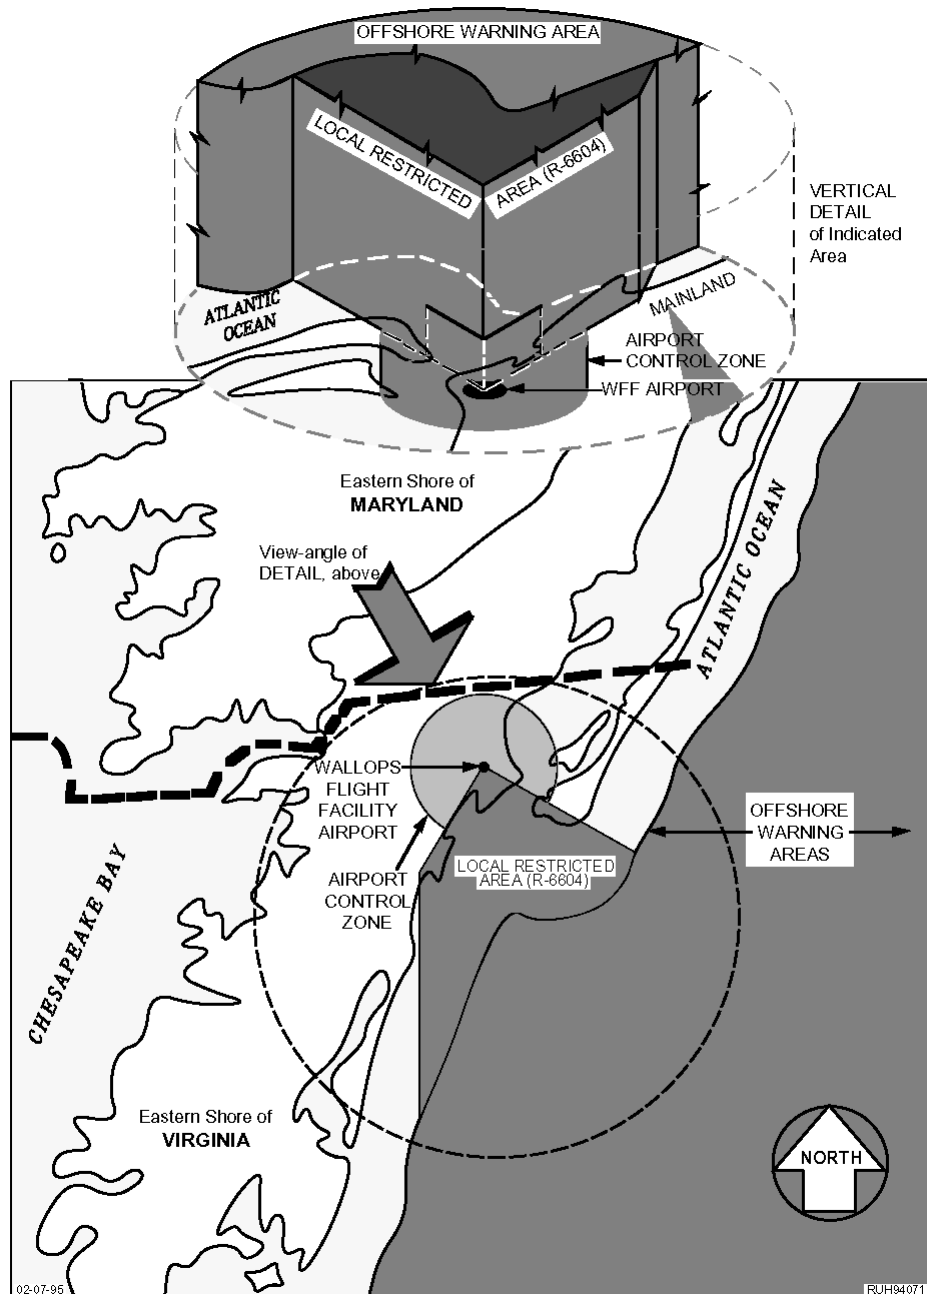 OFFSHORE WARNING AREA
LOCAL RESTRICTED
AREA (R-6604)
VERTICAL
DETAIL
of Indicated
Area
ATLANTIC
OCEAN
MAINLAND
AIRPORT
CONTROL ZONE
WFF AIRPORT
Eastern Shore of
MARYLAND
View-angle of
DETAIL, above
ATLANTIC OCEAN
WALLOPS
FLIGHT
FACILITY
AIRPORT
OFFSHORE
WARNING
AREAS
LOCAL RESTRICTED
AREA (R-6604)
AIRPORT
CONTROL
ZONE
CHESAPEAKE BAY
Eastern Shore of
VIRGINIA
NORTH
02-07-95
RUH94071